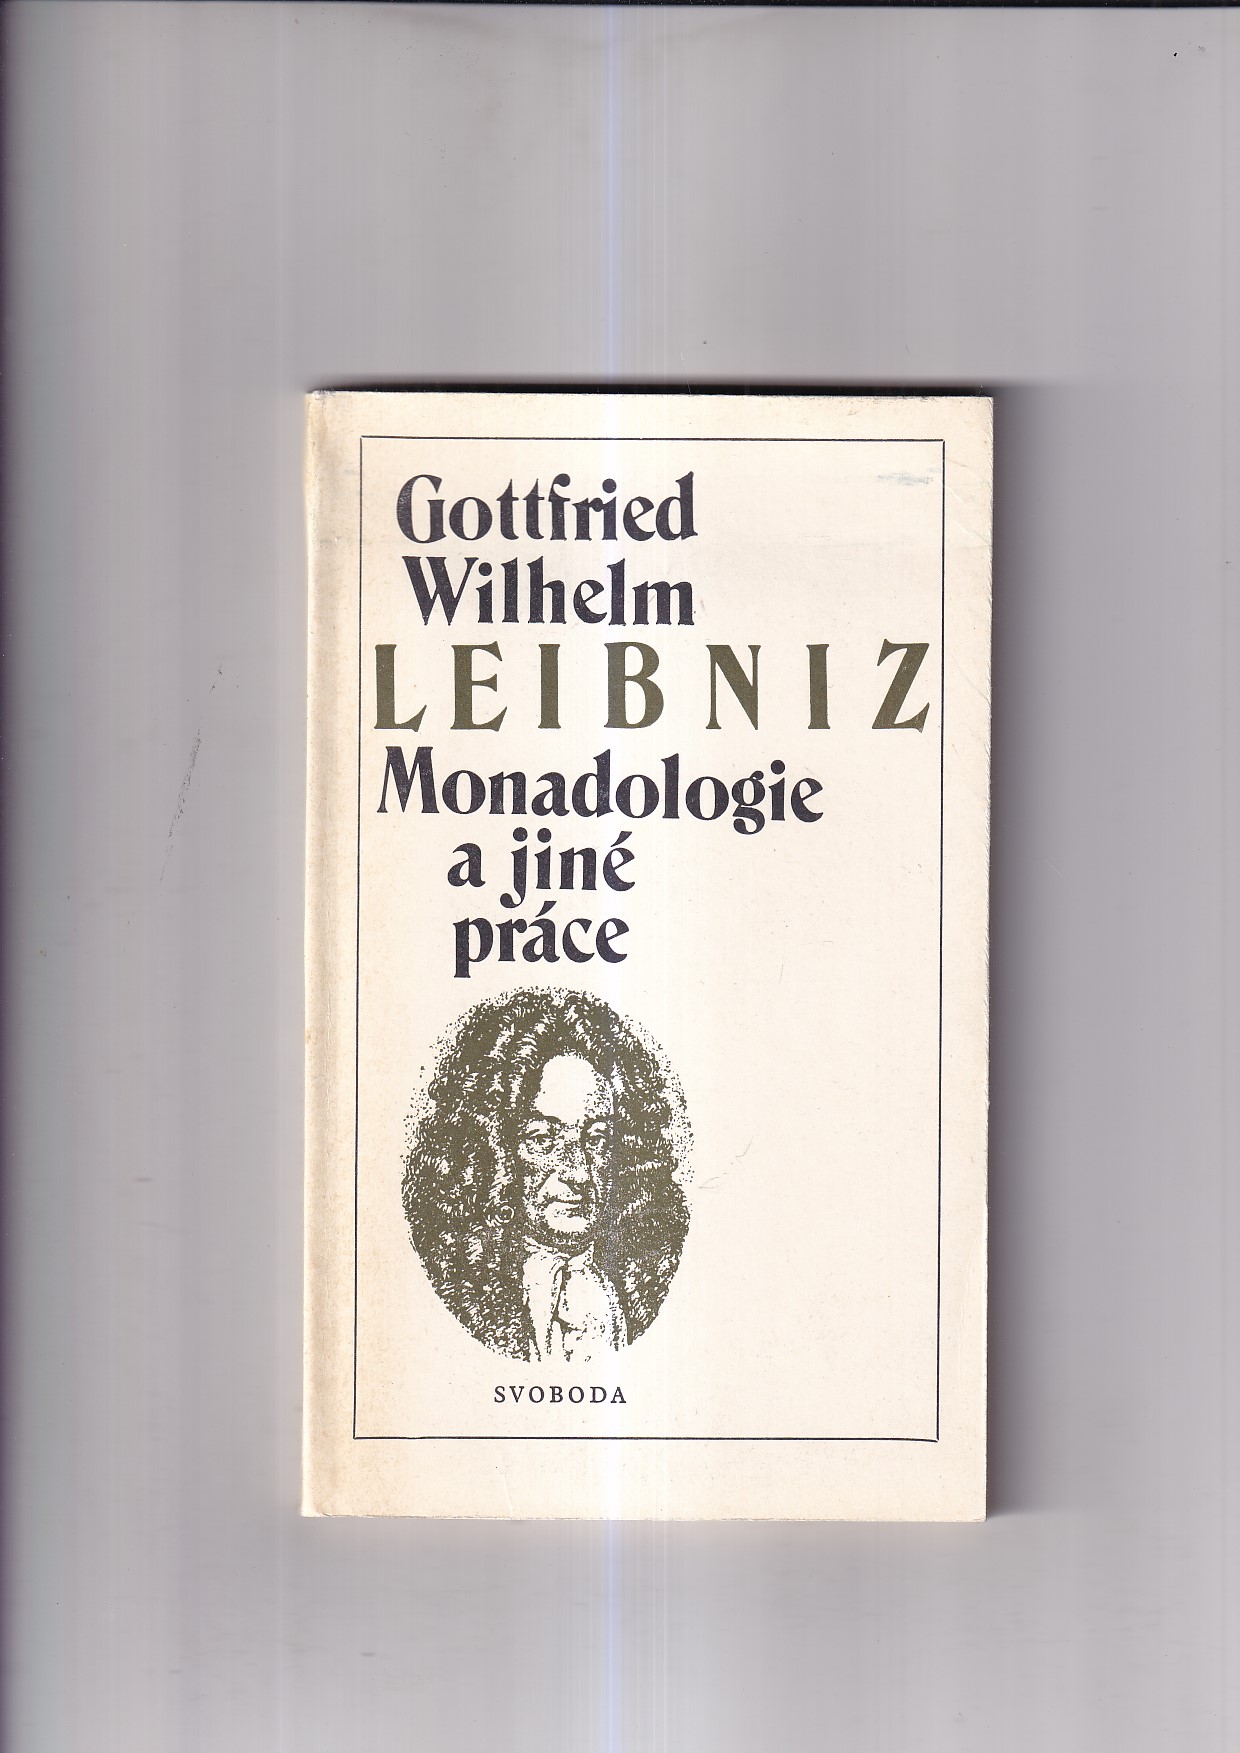 Gottfried
Wilhelm
LEIBNIZ
Monadologie
a jiné
práce
SVOBODA